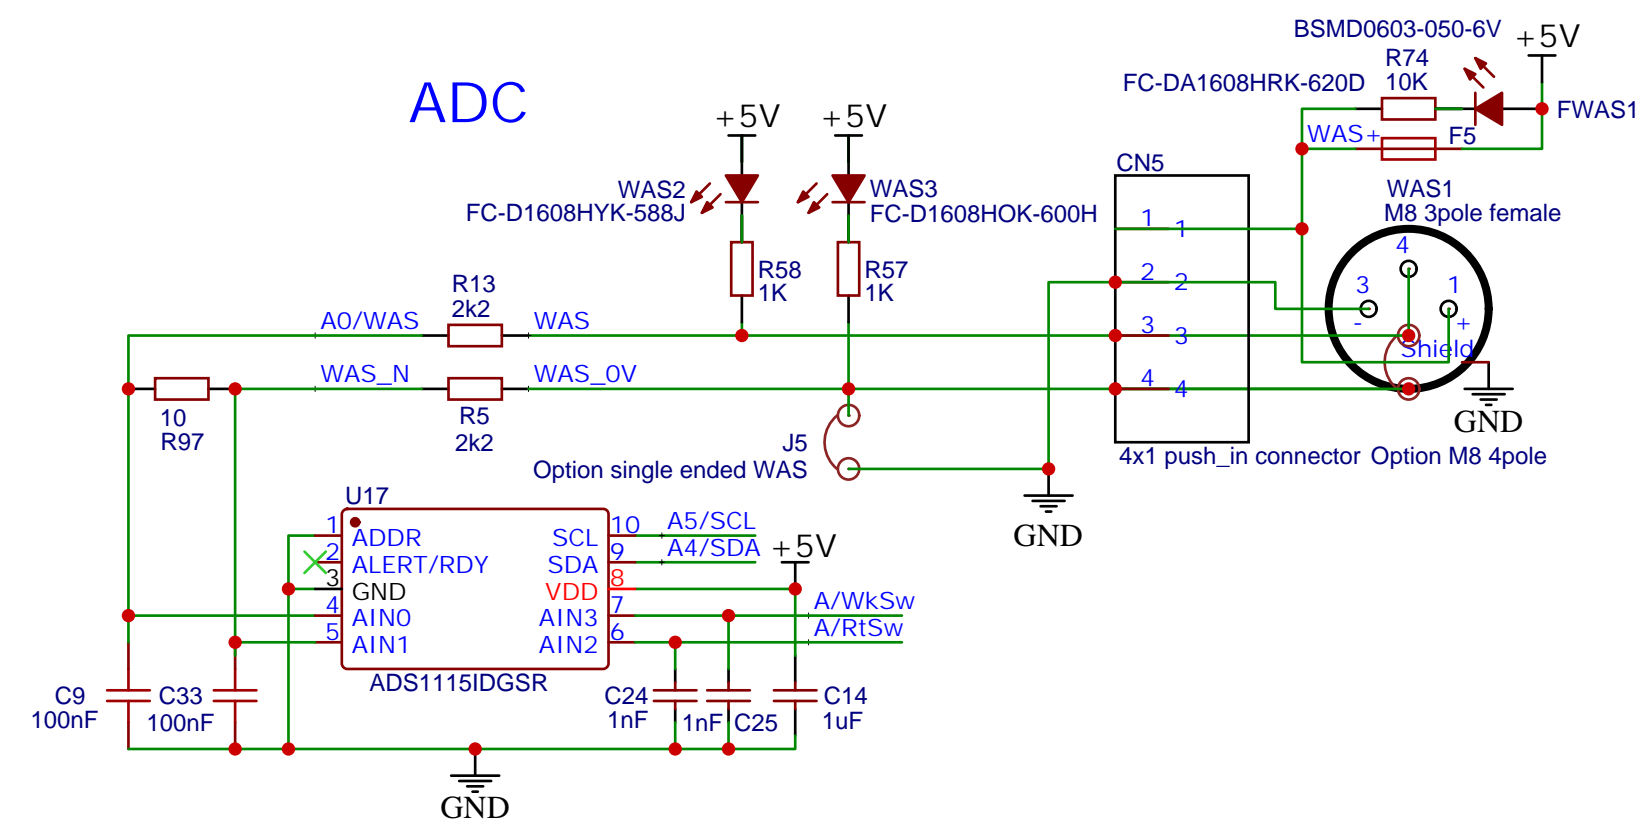 BSMD0603-050-6V
+5V
R74
10K
FC-DA1608HRK-620D
FWAS1
WAS+
F5
ADC
+5V
+5V
CN5
WAS2
FC-D1608HYK-588J
WAS3
FC-D1608HOK-600H
WAS1
M8 3pole female
1
1
4
2
2
3
1
-
+
R58
1K
R57
1K
R13
2k2
A0/WAS
WAS
3
3
Shield
WAS_N
WAS_0V
4
4
10
R97
R5
2k2
GND
J5
Option single ended WAS
4x1 push_in connector
Option M8 4pole
GND
U17
1
ADDR
2
ALERT/RDY
3
GND
4
AIN0
5
AIN1
SCL
10
A5/SCL
SDA
9
A4/SDA
+5V
VDD
8
AIN3
7
A/WkSw
AIN2
6
A/RtSw
ADS1115IDGSR
C9
100nF
C33
100nF
C24
1nF
1nF
C25
C14
1uF
GND